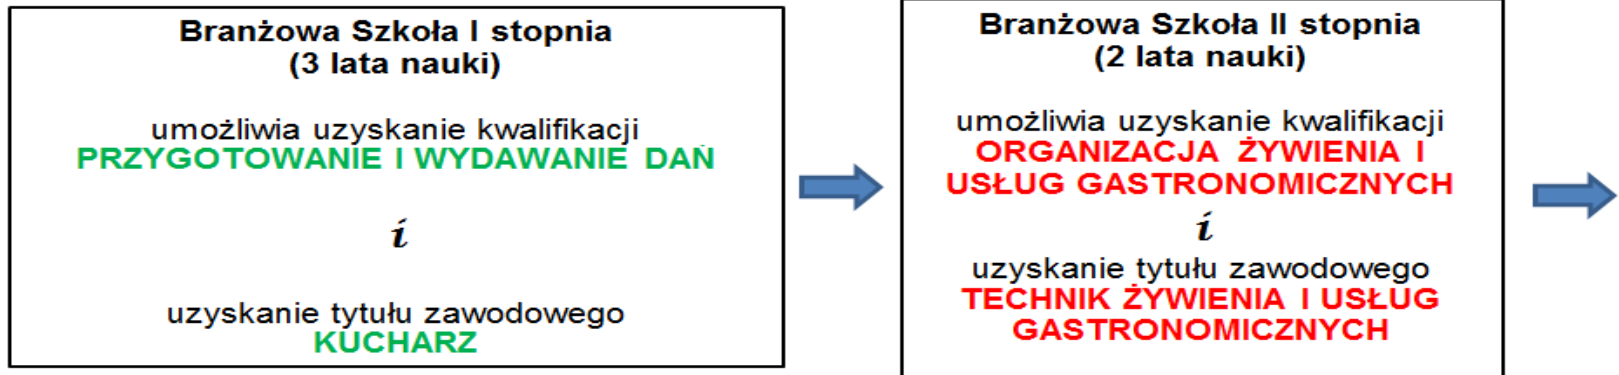 Branżowa Szkoła I stopnia
(3 lata nauki)
umożliwia uzyskanie kwalifikacji
PRZYGOTOWANIE I WYDAWANIE DAŃ
i
uzyskanie tytułu zawodowego
KUCHARZ
Branżowa Szkoła II stopnia
(2 lata nauki)
umożliwia uzyskanie kwalifikacji
ORGANIZACJA ŻYWIENIA I
USŁUG GASTRONOMICZNYCH
i
uzyskanie tytułu zawodowego
TECHNIK ŻYWIENIA I USŁUG
GASTRONOMICZNYCH